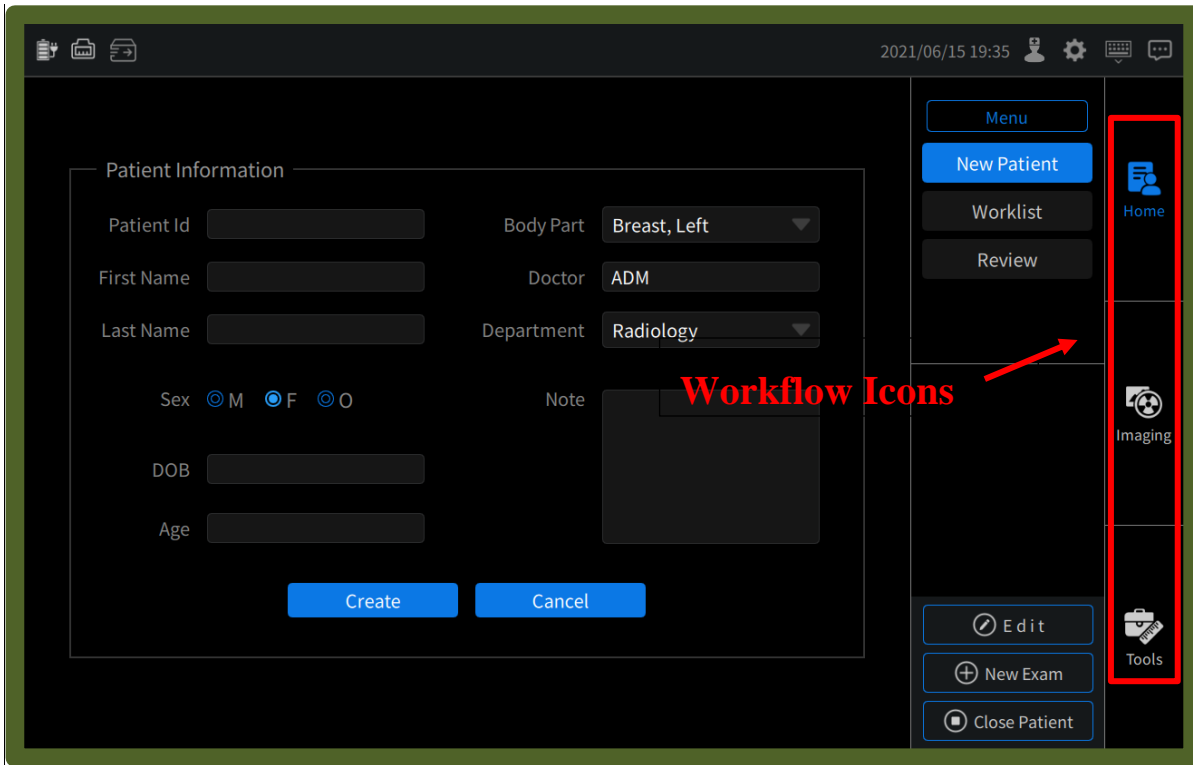 2021/06/15 19:35
Menu
New Patient
Worklist
Review
Home
Patient Information
Patient Id
Body Part
Breast, Left
First Name
Doctor
ADM
Last Name
Department
Radiology
Workflow Icons
Sex
M
F
O
Note
Imaging
DOB
Age
Create
Cancel
Edit
New Exam
Close Patient
Tools